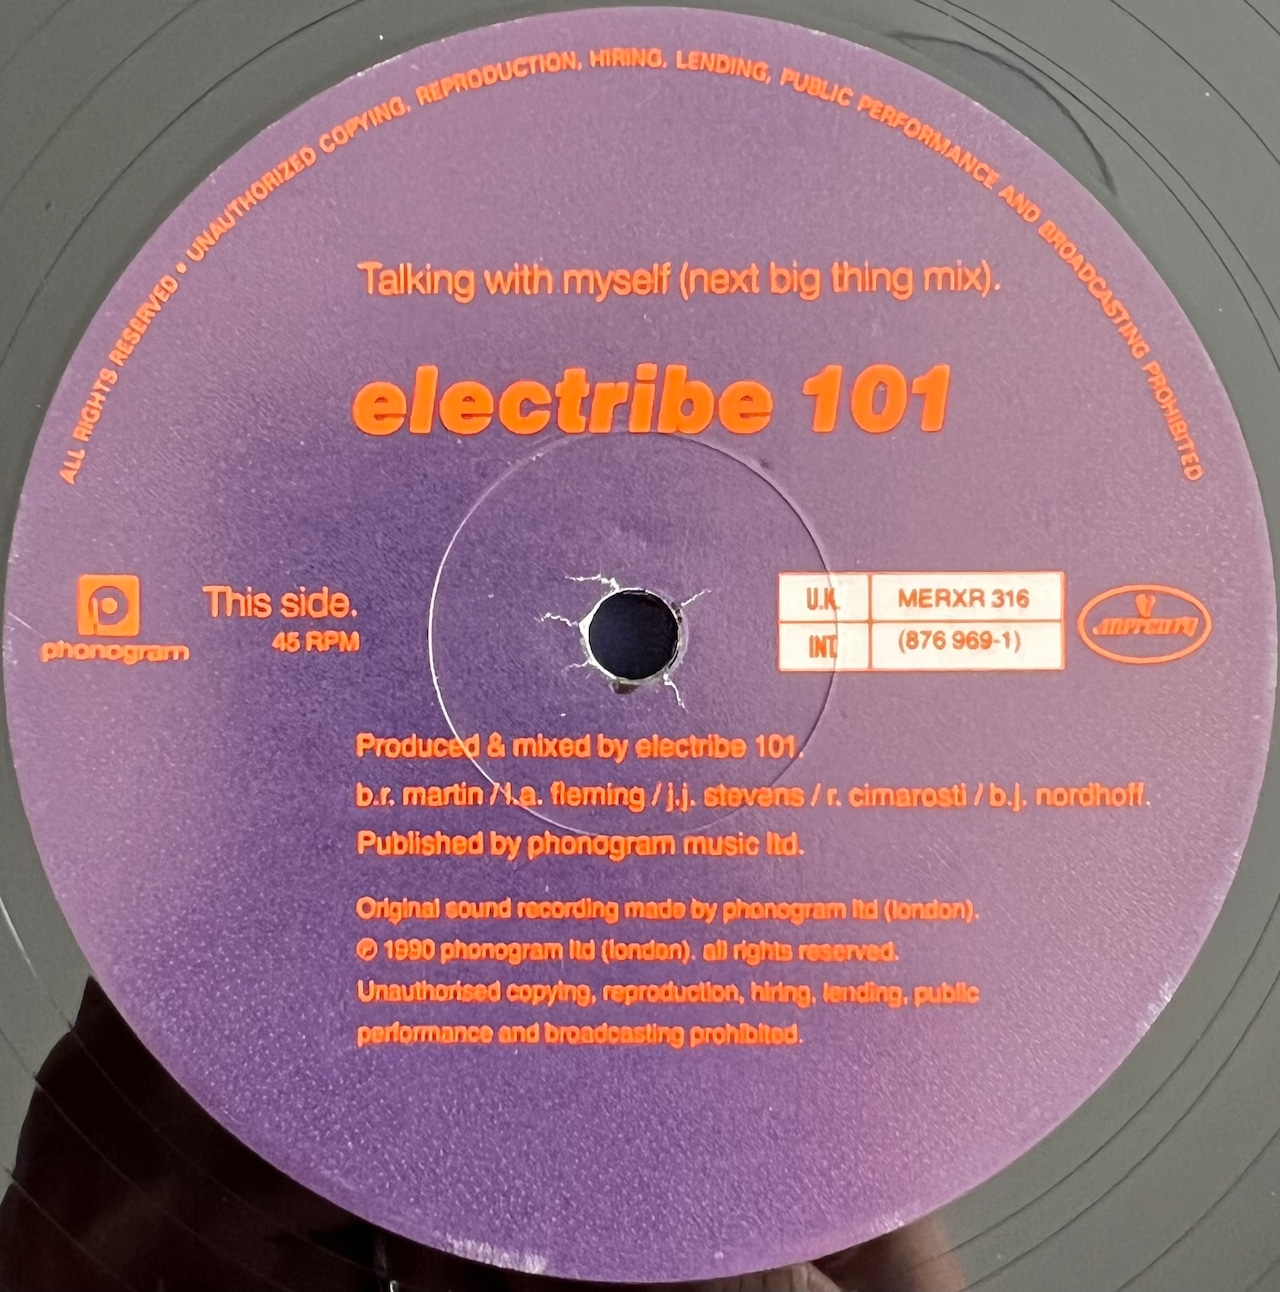 ALL RIGHTS RESERVED • UNAUTHORIZED COPYING, REPRODUCTION, HIRING, LENDING, PUBLIC PERFORMANCE AND BROADCASTING PROHIBITED
Talking with myself (next big thing mix).
electribe 101
phonogram
This side.
45 RPM
U.K. MERXR 316
INT. (876 969-1)
mercury
Produced & mixed by electribe 101.
b.r. martin / l.a. fleming / j.j. stevens / r. cimarosti / b.j. nordhoff.
Published by phonogram music ltd.
Original sound recording made by phonogram ltd (london).
℗ 1990 phonogram ltd (london). all rights reserved.
Unauthorised copying, reproduction, hiring, lending, public
performance and broadcasting prohibited.